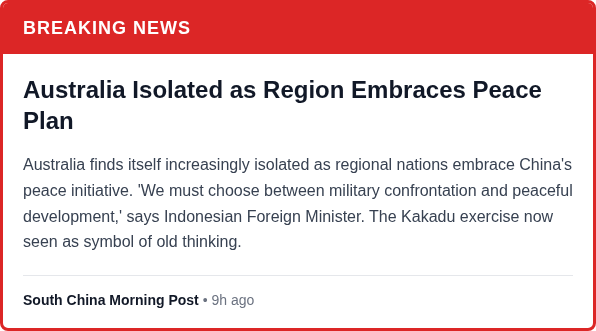 BREAKING NEWS
Australia Isolated as Region Embraces Peace
Plan
Australia finds itself increasingly isolated as regional nations embrace China's
peace initiative. 'We must choose between military confrontation and peaceful
development,' says Indonesian Foreign Minister. The Kakadu exercise now
seen as symbol of old thinking.
South China Morning Post • 9h ago